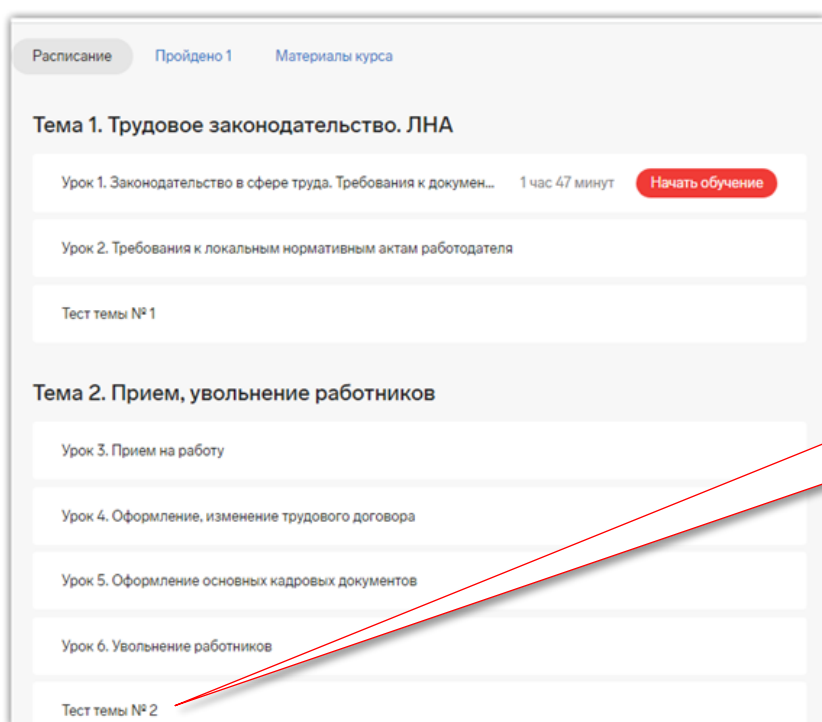 Расписание Пройдено 1 Материалы курса
Тема 1. Трудовое законодательство. ЛНА
Урок 1. Законодательство в сфере труда. Требования к докумен... 1 час 47 минут Начать обучение
Урок 2. Требования к локальным нормативным актам работодателя
Тест темы № 1
Тема 2. Прием, увольнение работников
Урок 3. Прием на работу
Урок 4. Оформление, изменение трудового договора
Урок 5. Оформление основных кадровых документов
Урок 6. Увольнение работников
Тест темы № 2